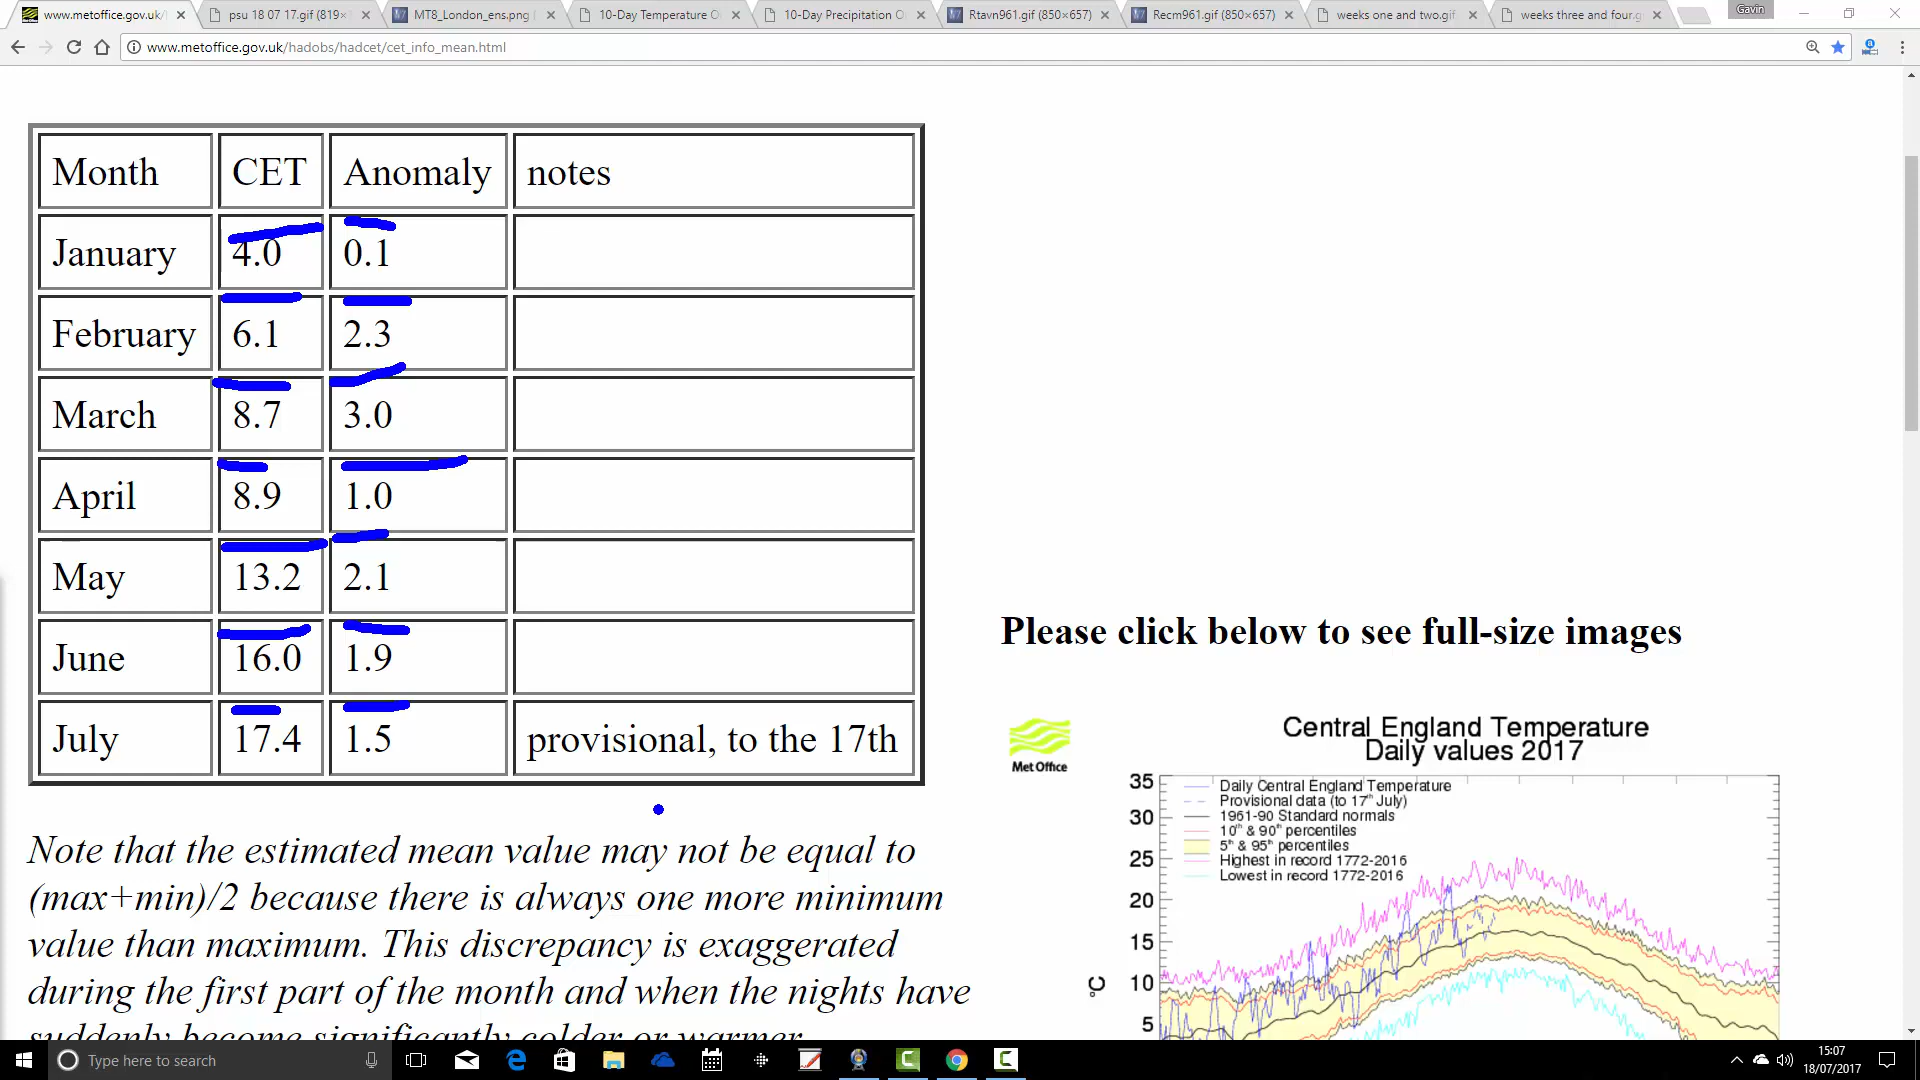 www.metoffice.gov.uk/
psu 18 07 17.gif (819×
MT8_London_ens.png
10-Day Temperature O
10-Day Precipitation O
Rtavn961.gif (850×657)
Recm961.gif (850×657)
weeks one and two.gif
weeks three and four.g
Gavin
www.metoffice.gov.uk/hadobs/hadcet/cet_info_mean.html
Month CET Anomaly notes
January 4.0 0.1
February 6.1 2.3
March 8.7 3.0
April 8.9 1.0
May 13.2 2.1
June 16.0 1.9
July 17.4 1.5 provisional, to the 17th
Note that the estimated mean value may not be equal to
(max+min)/2 because there is always one more minimum
value than maximum. This discrepancy is exaggerated
during the first part of the month and when the nights have
suddenly become significantly colder or warmer
Please click below to see full-size images
Met Office
Central England Temperature
Daily values 2017
Daily Central England Temperature
Provisional data (to 17th July)
1961-90 Standard normals
10th & 90th percentiles
5th & 95th percentiles
Highest in record 1772-2016
Lowest in record 1772-2016
35
30
25
20
15
10
5
°C
Type here to search
15:07
18/07/2017